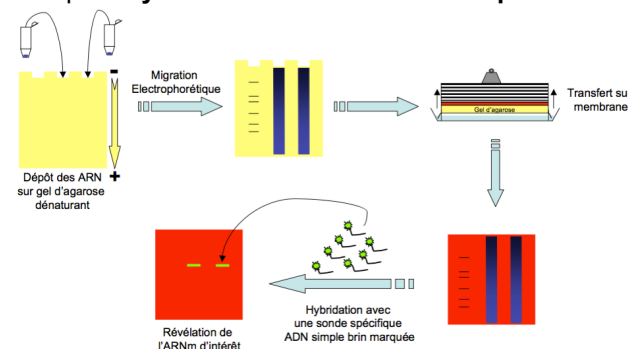 -
+
Dépôt des ARN
sur gel d'agarose
dénaturant
Migration
Electrophorétique
Gel d'agarose
Transfert su
membrane
Hybridation avec
une sonde spécifique
ADN simple brin marquée
Révélation de
l'ARNm d'intérêt